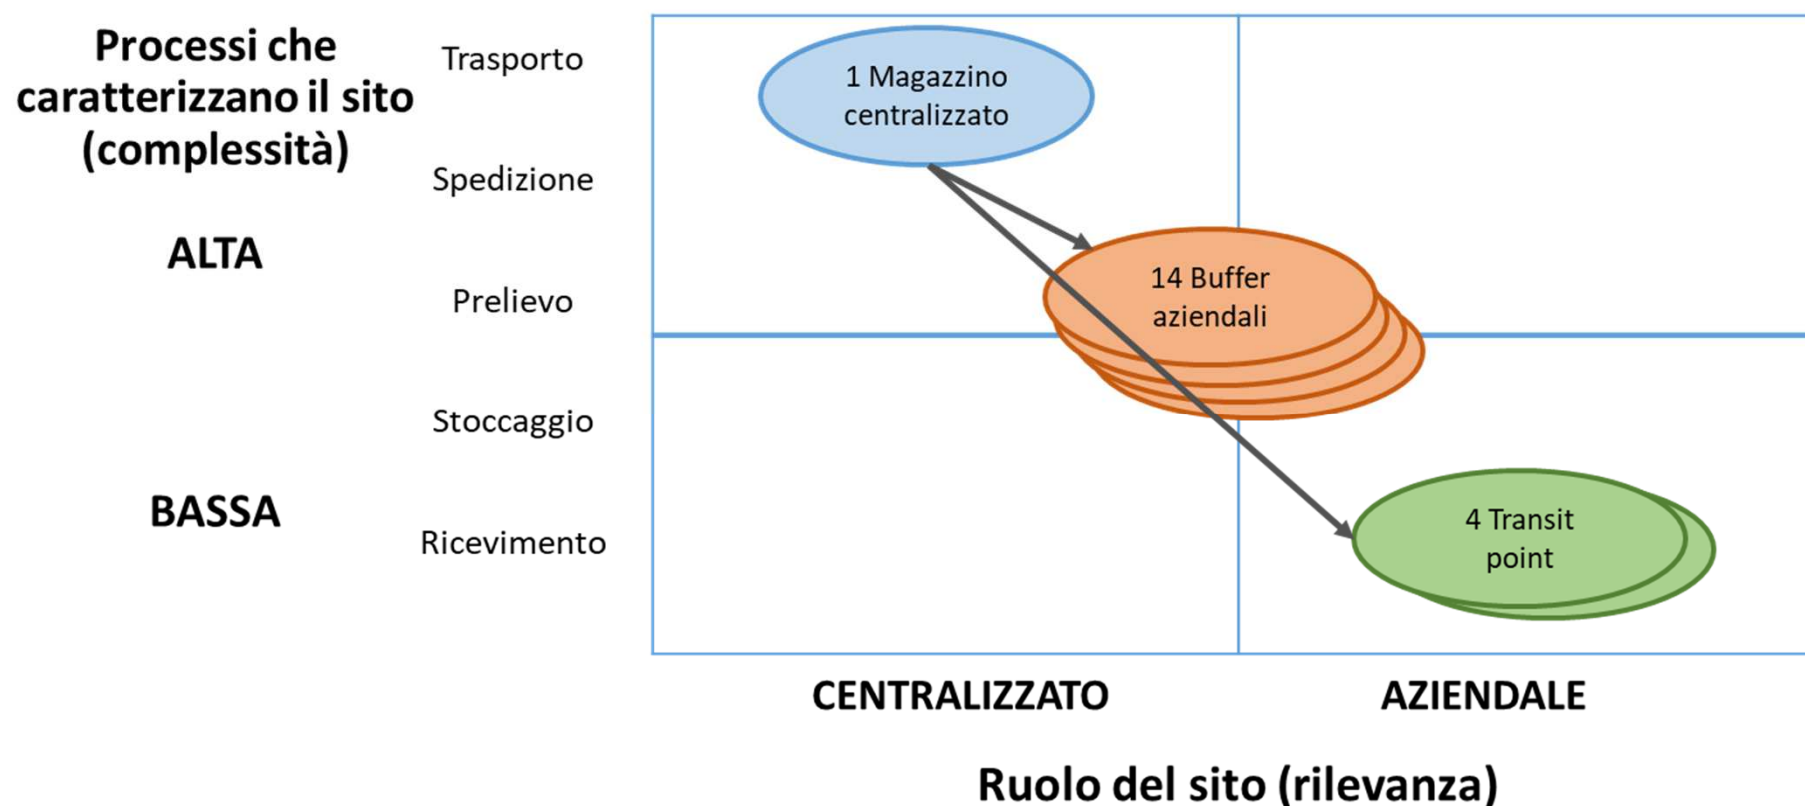 Processi che
caratterizzano il sito
(complessità)
ALTA
BASSA
Trasporto
Spedizione
Prelievo
Stoccaggio
Ricevimento
1 Magazzino
centralizzato
14 Buffer
aziendali
4 Transit
point
CENTRALIZZATO
AZIENDALE
Ruolo del sito (rilevanza)